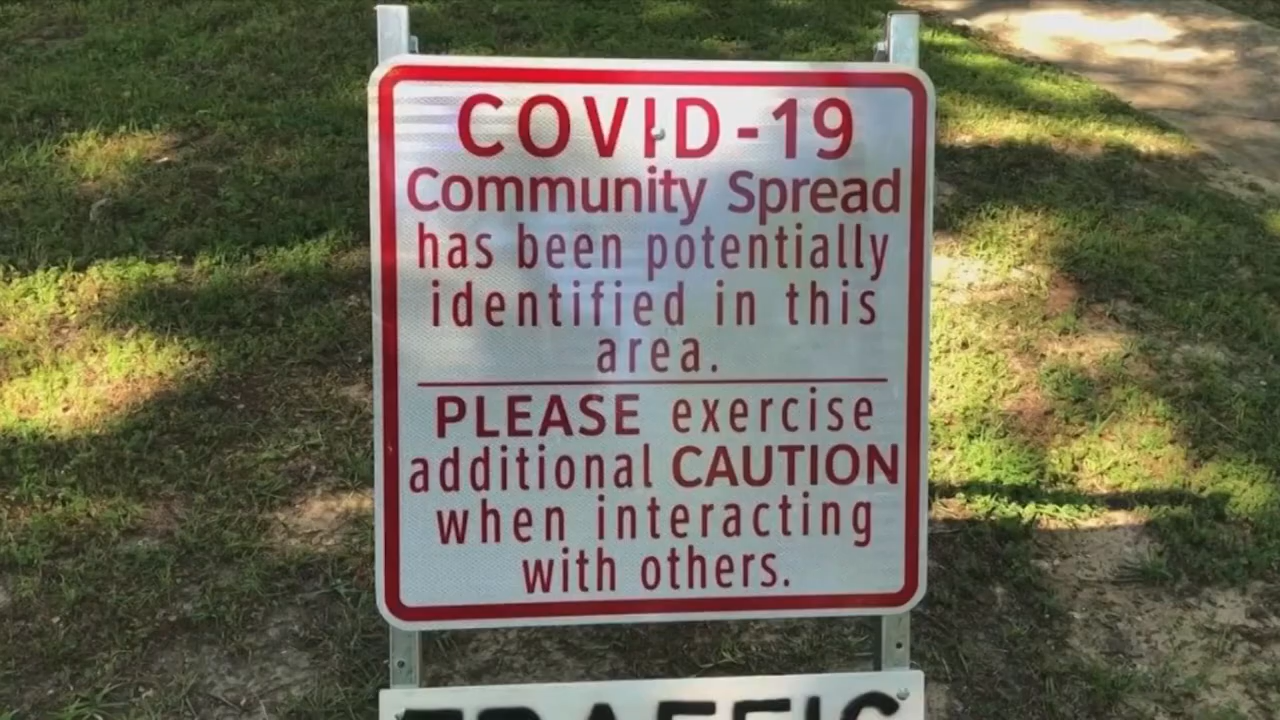 COVID-19
Community Spread
has been potentially
identified in this
area.
PLEASE exercise
additional CAUTION
when interacting
with others.
TRAFFIC